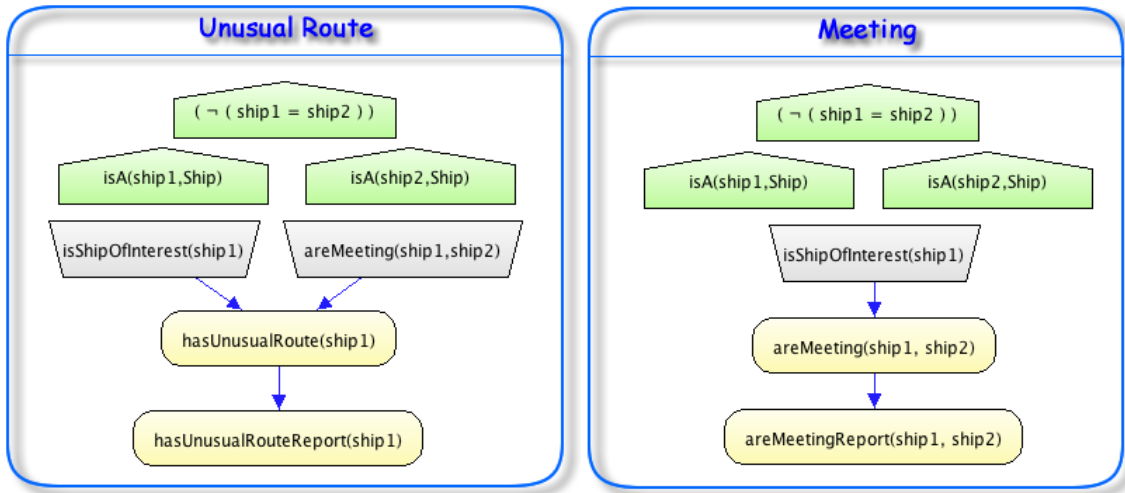 Unusual Route
( ¬ ( ship1 = ship2 ) )
isA(ship1,Ship)
isA(ship2,Ship)
isShipOfInterest(ship1)
areMeeting(ship1,ship2)
hasUnusualRoute(ship1)
hasUnusualRouteReport(ship1)
Meeting
( ¬ ( ship1 = ship2 ) )
isA(ship1,Ship)
isA(ship2,Ship)
isShipOfInterest(ship1)
areMeeting(ship1, ship2)
areMeetingReport(ship1, ship2)